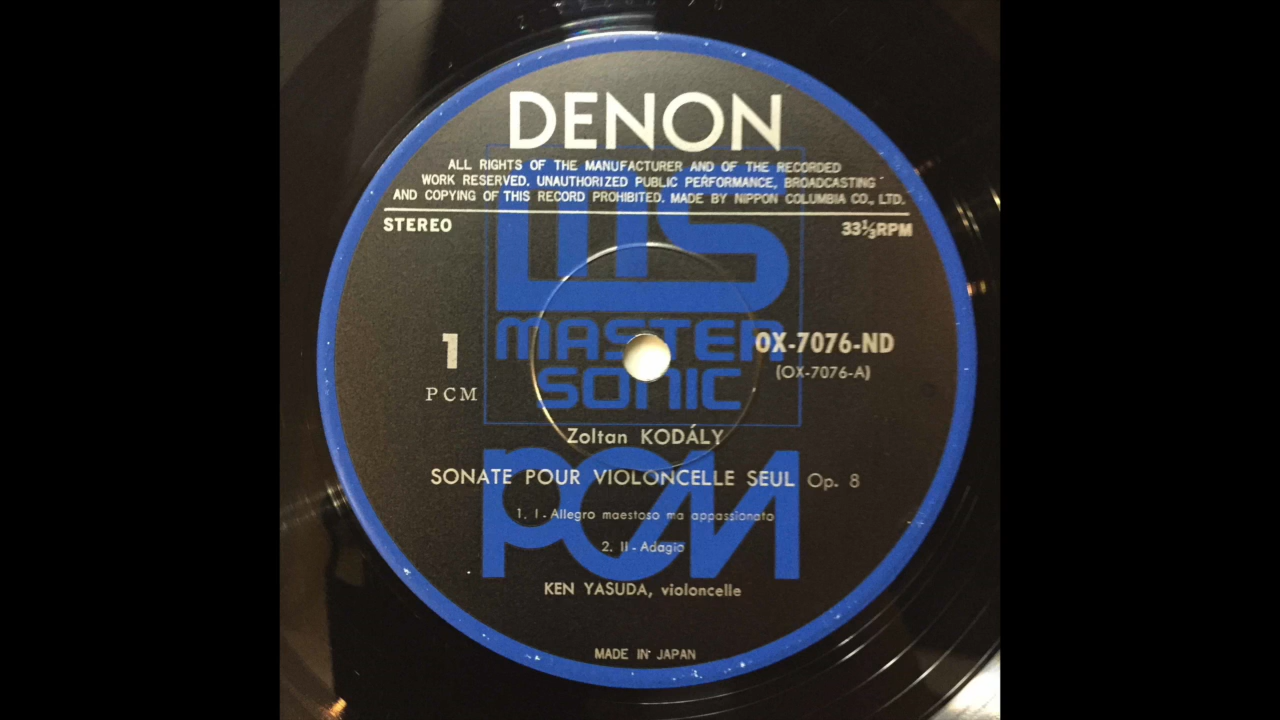 DENON
ALL RIGHTS OF THE MANUFACTURER AND OF THE RECORDED
WORK RESERVED. UNAUTHORIZED PUBLIC PERFORMANCE, BROADCASTING
AND COPYING OF THIS RECORD PROHIBITED. MADE BY NIPPON COLUMBIA CO., LTD.
STEREO 33⅓RPM
MS
MASTER
SONIC
1 OX-7076-ND
PCM (OX-7076-A)
Zoltan KODÁLY
PCM
SONATE POUR VIOLONCELLE SEUL Op. 8
1. I - Allegro maestoso ma appassionato
2. II - Adagio
KEN YASUDA, violoncelle
MADE IN JAPAN